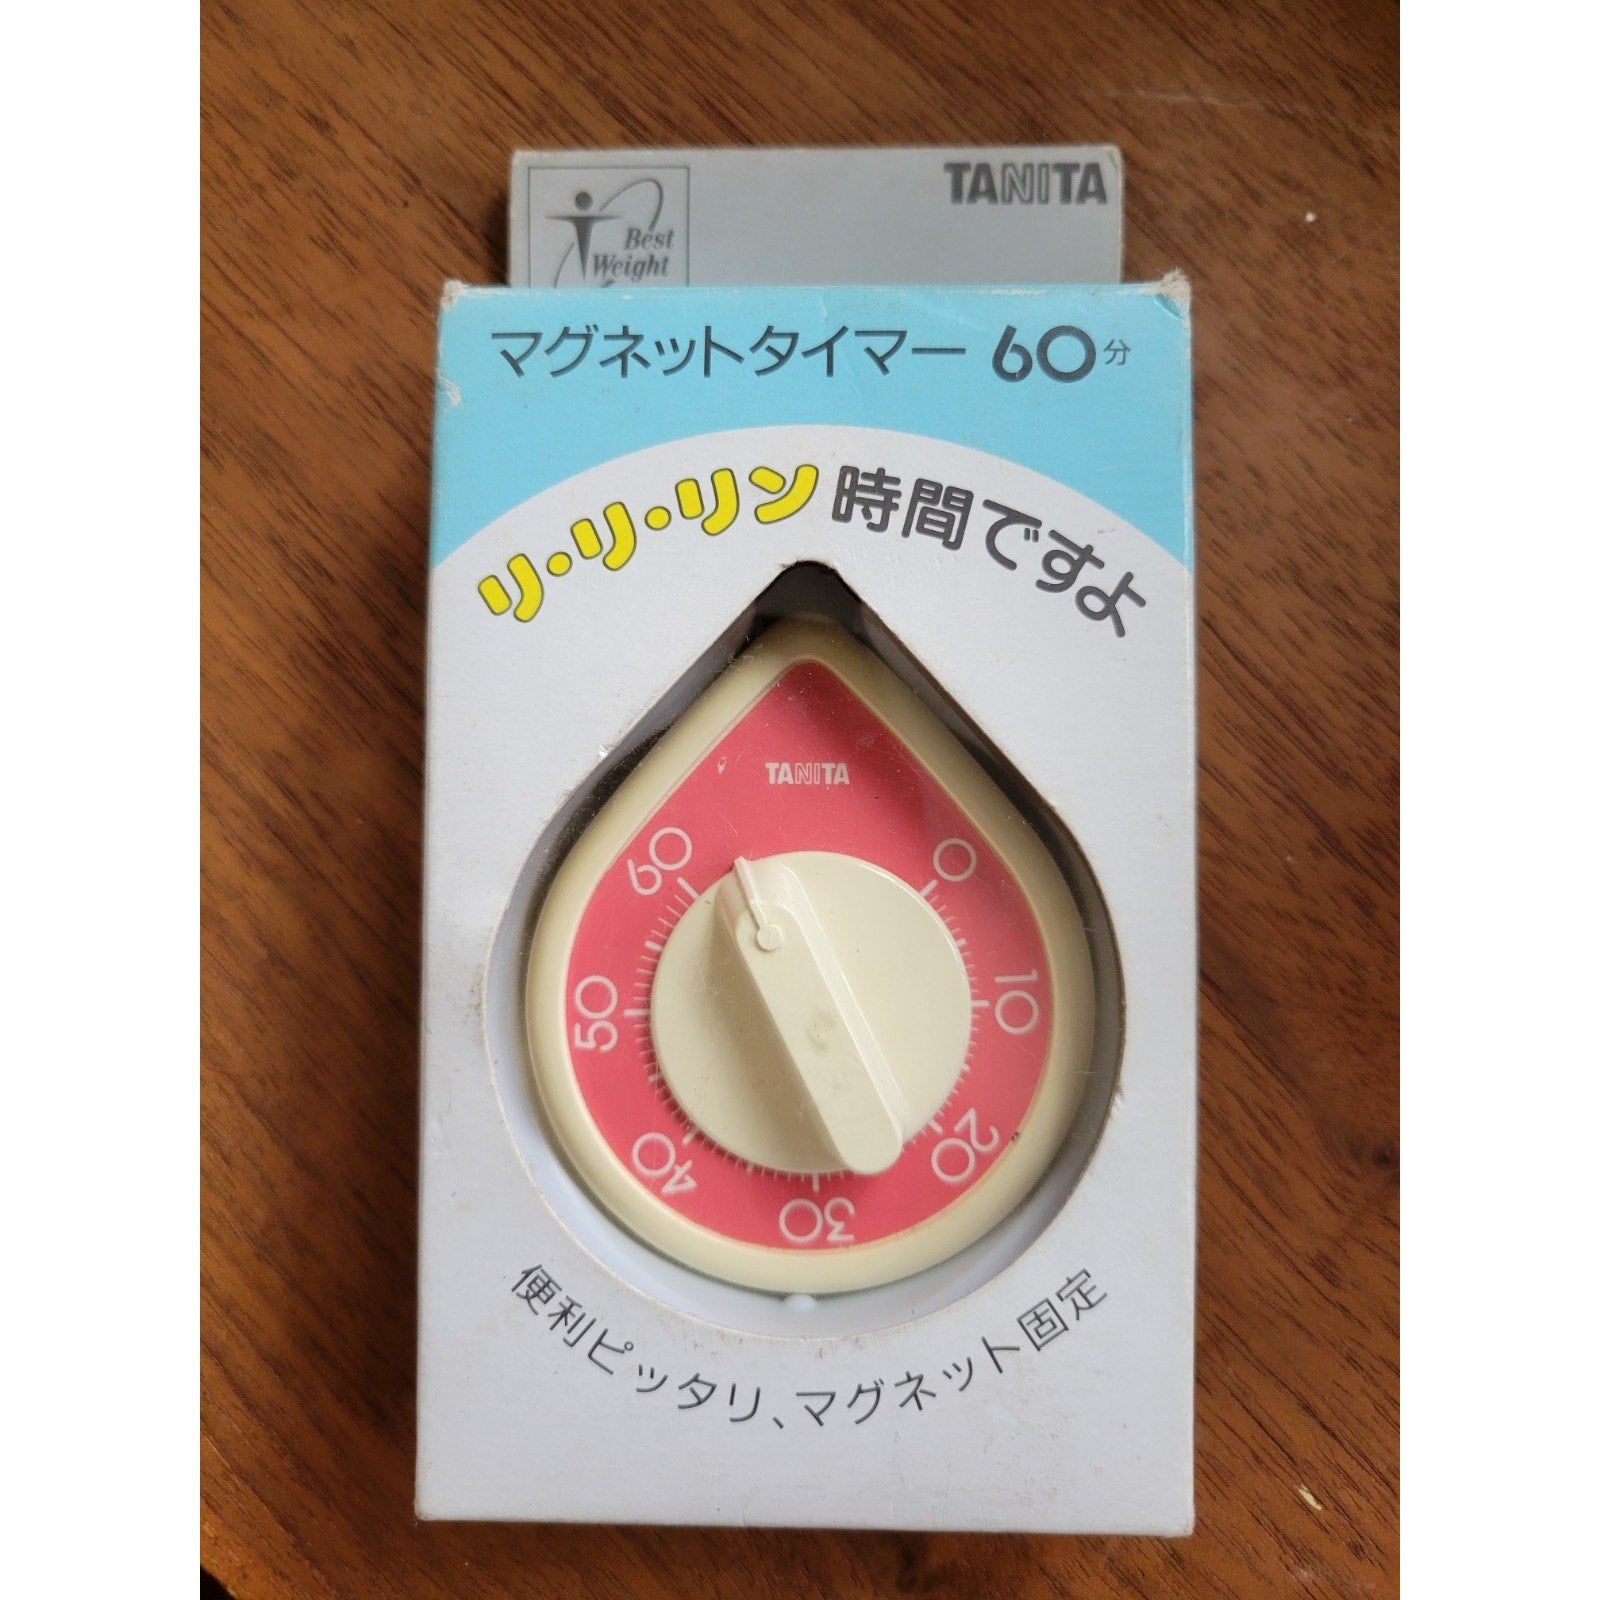 TANITA
Best
Weight
マグネットタイマー 60分
リ・リ・リン 時間ですよ
TANITA
60
0
50
10
40
20
30
便利ピッタリ、マグネット固定